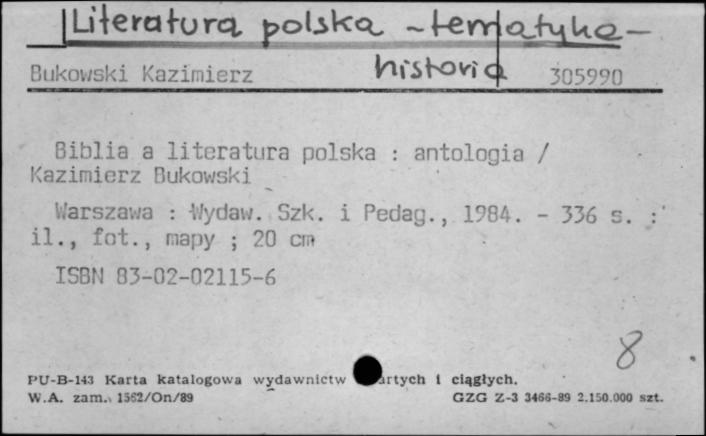 Literatura polska - tematyka -
historia
Bukowski Kazimierz 305990
Biblia a literatura polska : antologia /
Kazimierz Bukowski
Warszawa : Wydaw. Szk. i Pedag., 1984. - 336 s. :
il., fot., mapy ; 20 cm
ISBN 83-02-02115-6
8
PU-B-143 Karta katalogowa wydawnictw artych i ciągłych.
W.A. zam. 1562/On/89 GZG Z-3 3466-89 2.150.000 szt.